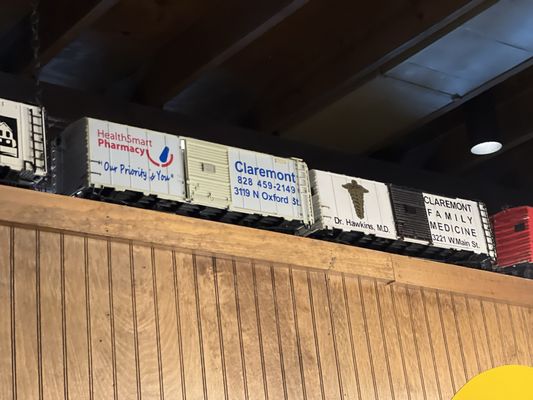 HealthSmart
Pharmacy
"Our Priority is You"
Claremont
828 459-2149
3119 N Oxford St.
Dr. Hawkins, M.D.
CLAREMONT
FAMILY
MEDICINE
3221 W.Main St.